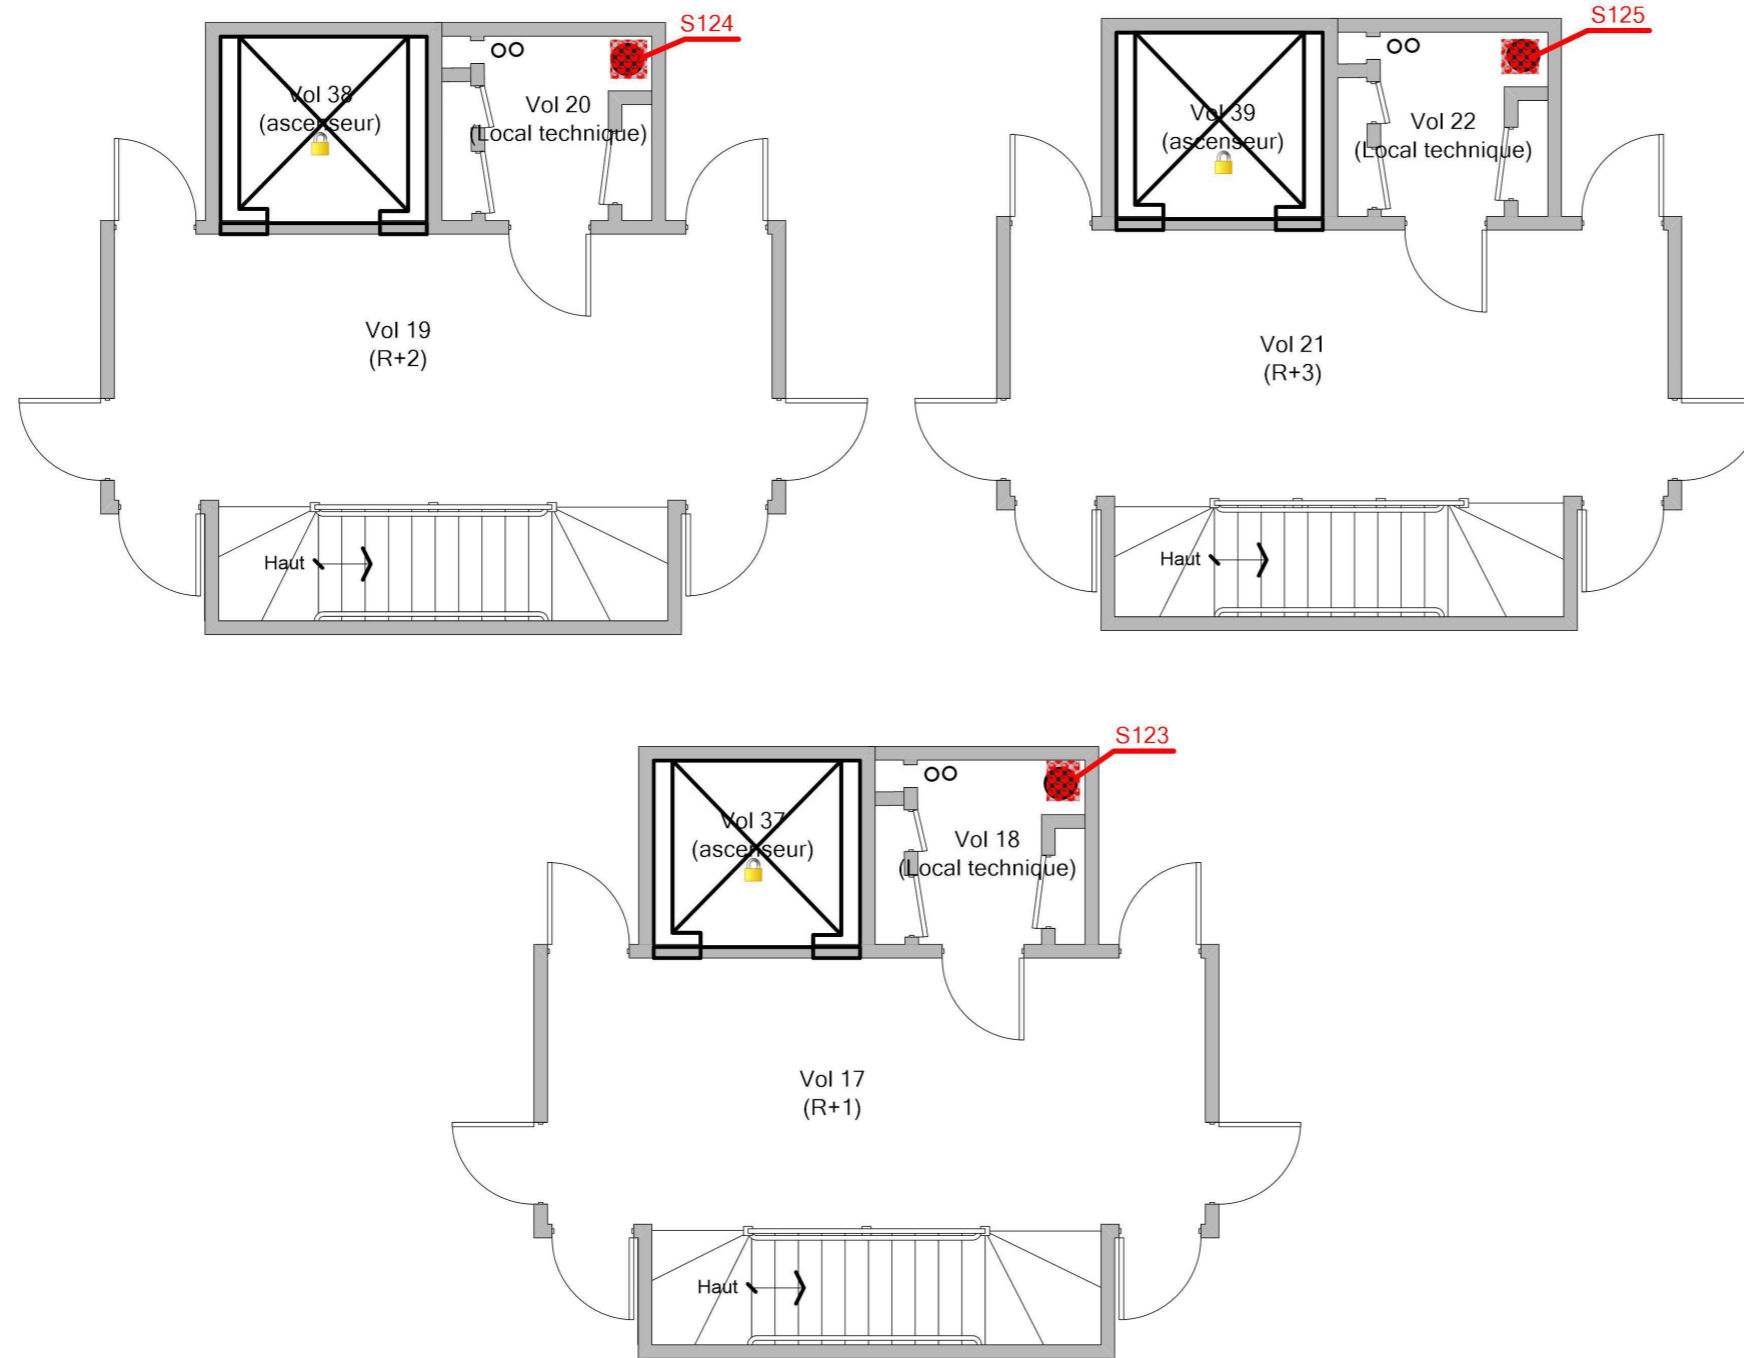 S124
Vol 38
(ascenseur)
Vol 20
(Local technique)
Vol 19
(R+2)
Haut
S125
Vol 39
(ascenseur)
Vol 22
(Local technique)
Vol 21
(R+3)
Haut
S123
Vol 37
(ascenseur)
Vol 18
(Local technique)
Vol 17
(R+1)
Haut